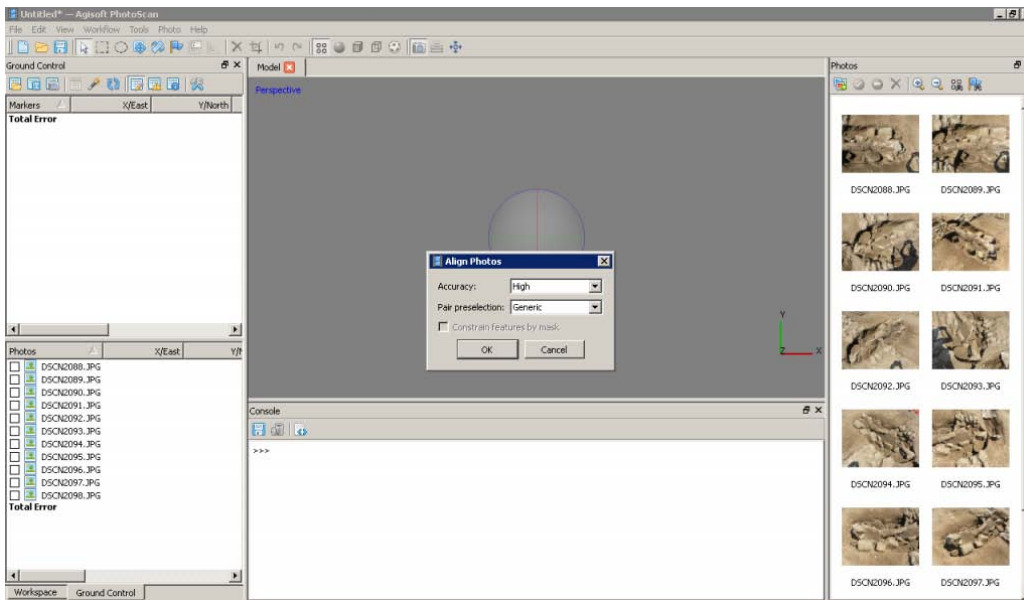 Untitled* — Agisoft PhotoScan
File Edit View Workflow Tools Photo Help
Ground Control
Markers X/East Y/North
Total Error
Photos X/East Y/N
DSCN2088.JPG
DSCN2089.JPG
DSCN2090.JPG
DSCN2091.JPG
DSCN2092.JPG
DSCN2093.JPG
DSCN2094.JPG
DSCN2095.JPG
DSCN2096.JPG
DSCN2097.JPG
DSCN2098.JPG
Total Error
Workspace Ground Control
Model
Perspective
Align Photos
Accuracy: High
Pair preselection: Generic
Constrain features by mask
OK Cancel
Y
Z X
Console
>>>
Photos
DSCN2088.JPG DSCN2089.JPG
DSCN2090.JPG DSCN2091.JPG
DSCN2092.JPG DSCN2093.JPG
DSCN2094.JPG DSCN2095.JPG
DSCN2096.JPG DSCN2097.JPG